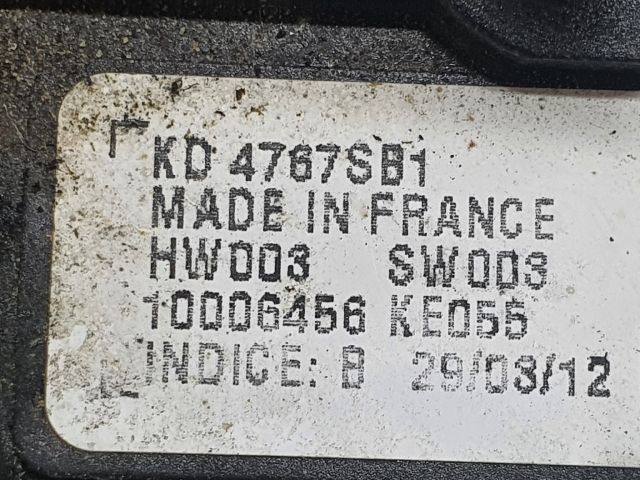 KD 4767SB1
MADE IN FRANCE
HW003 SW003
10006456 KE055
INDICE: B 29/03/12